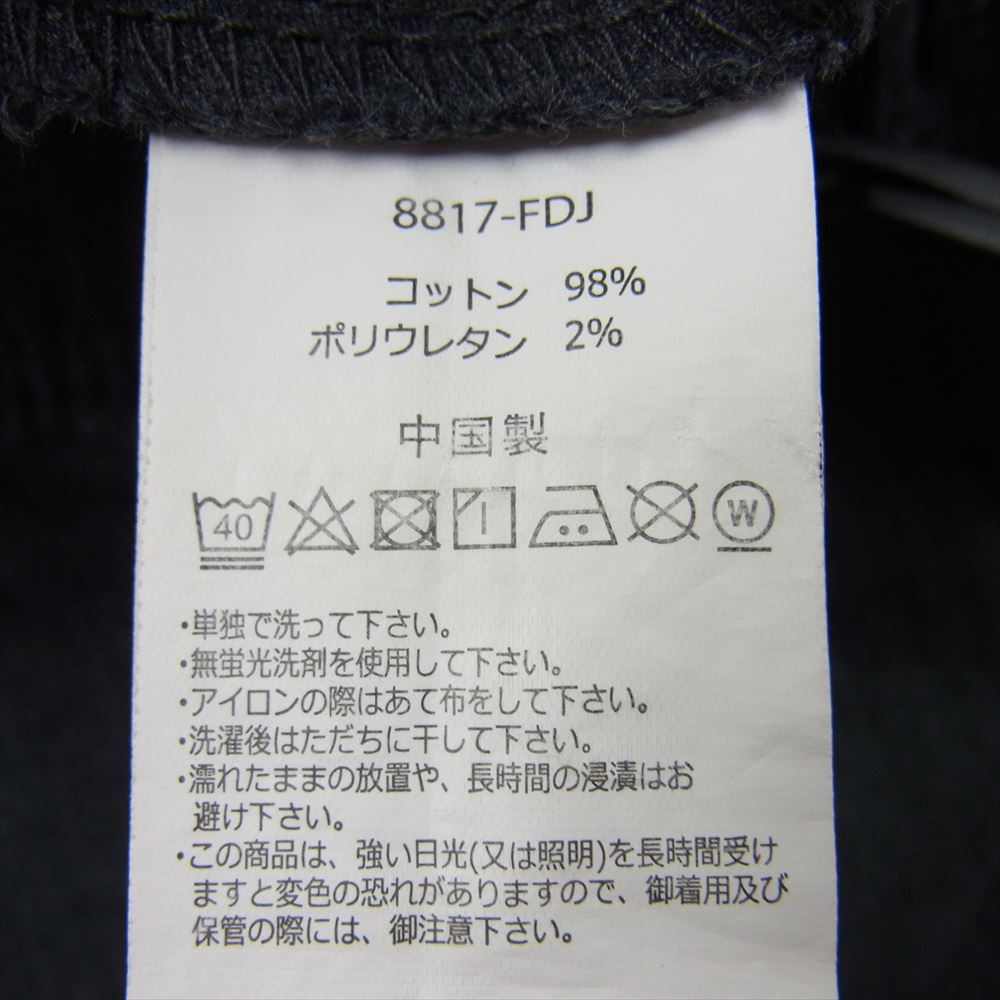 8817-FDJ
コットン 98%
ポリウレタン 2%
中国製
40 W
・単独で洗って下さい。
・無蛍光洗剤を使用して下さい。
・アイロンの際はあて布をして下さい。
・洗濯後はただちに干して下さい。
・濡れたままの放置や、長時間の浸漬はお
避け下さい。
・この商品は、強い日光(又は照明)を長時間受け
ますと変色の恐れがありますので、御着用及び
保管の際には、御注意下さい。